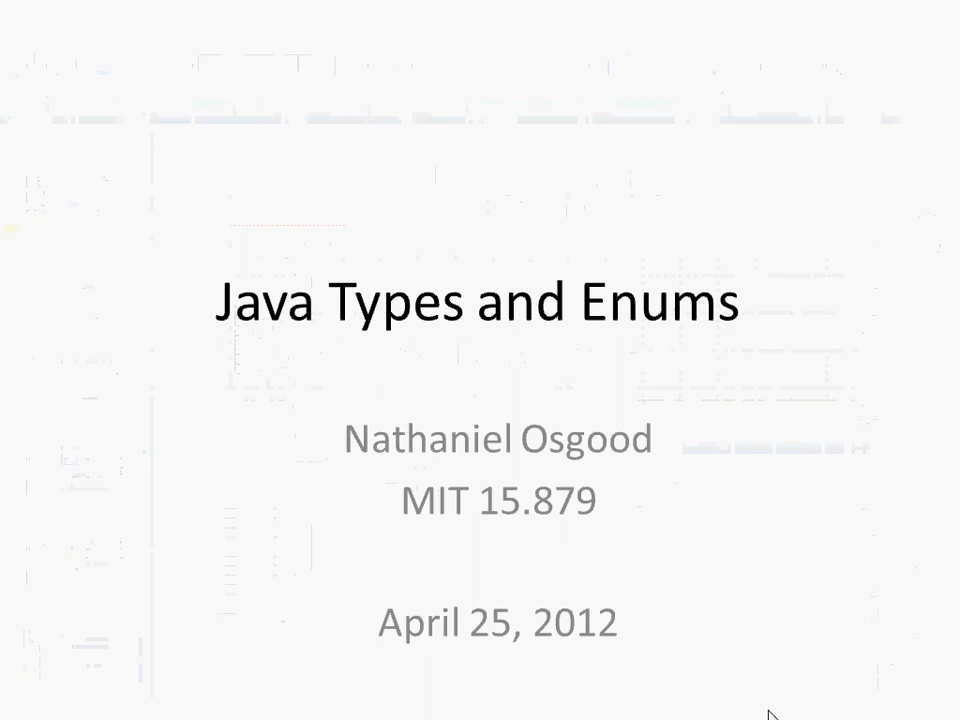 Java Types and Enums
Nathaniel Osgood
MIT 15.879
April 25, 2012